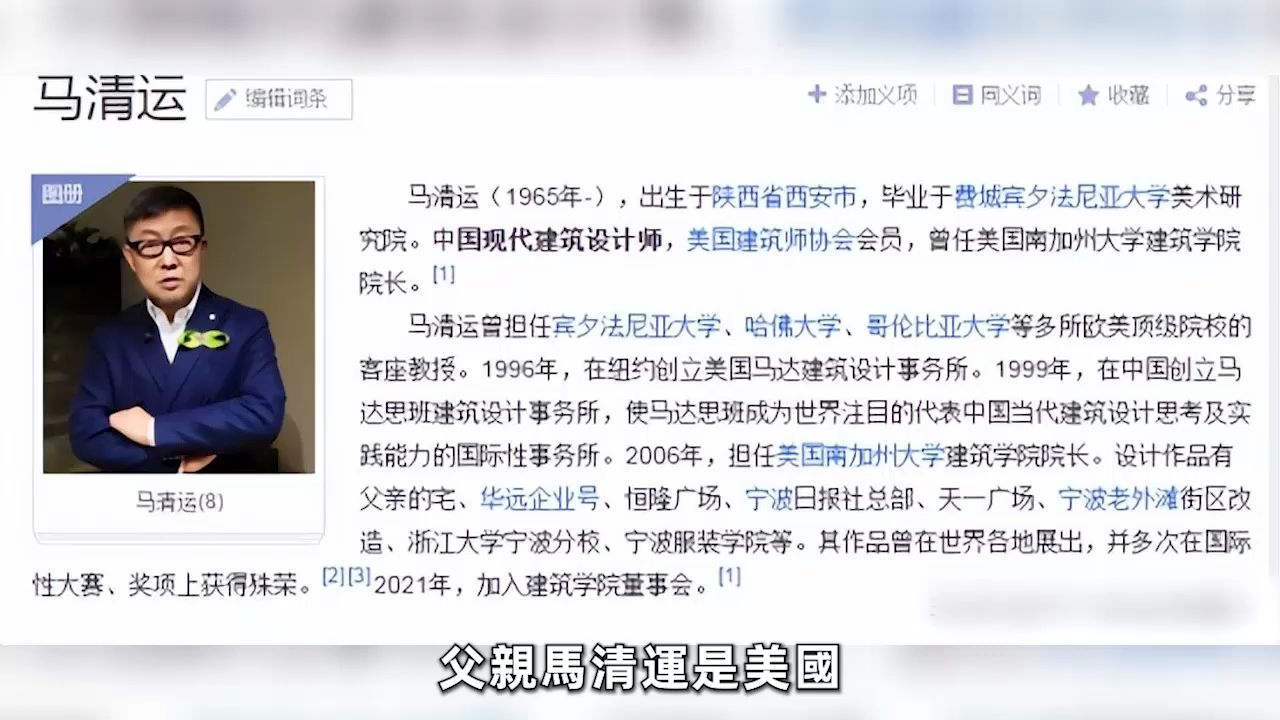 马清运
编辑词条
添加义项
同义词
收藏
分享
图册
马清运(8)
马清运（1965年-），出生于陕西省西安市，毕业于费城宾夕法尼亚大学美术研
究院。中国现代建筑设计师，美国建筑师协会会员，曾任美国南加州大学建筑学院
院长。[1]
马清运曾担任宾夕法尼亚大学、哈佛大学、哥伦比亚大学等多所欧美顶级院校的
客座教授。1996年，在纽约创立美国马达建筑设计事务所。1999年，在中国创立马
达思班建筑设计事务所，使马达思班成为世界注目的代表中国当代建筑设计思考及实
践能力的国际性事务所。2006年，担任美国南加州大学建筑学院院长。设计作品有
父亲的宅、华远企业号、恒隆广场、宁波日报社总部、天一广场、宁波老外滩街区改
造、浙江大学宁波分校、宁波服装学院等。其作品曾在世界各地展出，并多次在国际
性大赛、奖项上获得殊荣。[2][3]2021年，加入建筑学院董事会。[1]
父親馬清運是美國